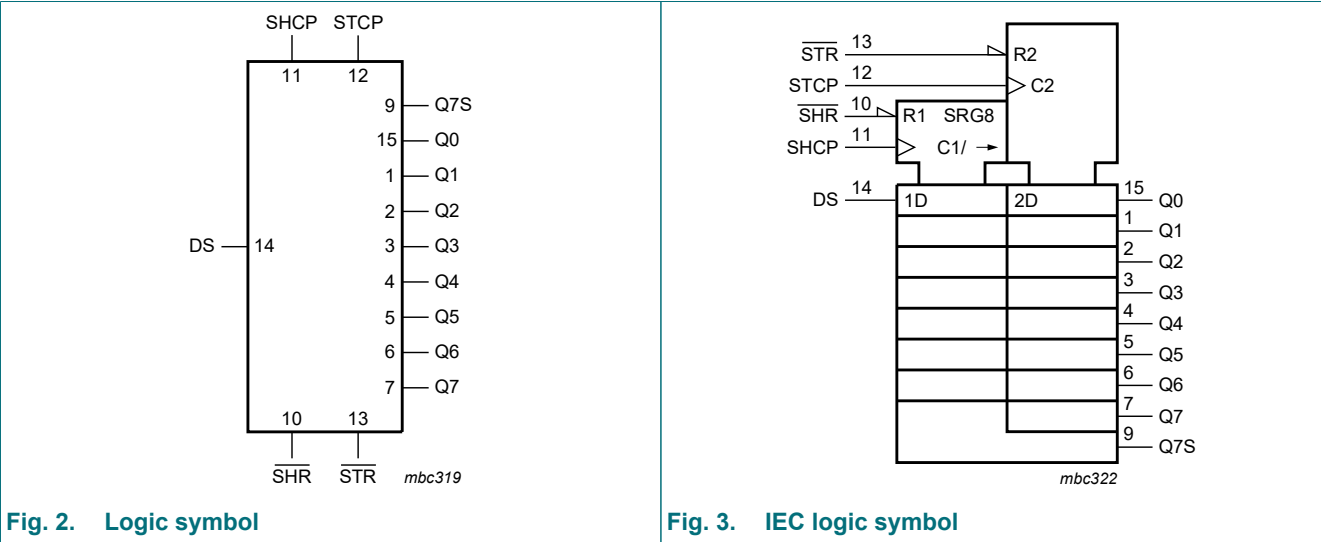 SHCP STCP
11 12
9 Q7S
15 Q0
1 Q1
2 Q2
DS 14 3 Q3
4 Q4
5 Q5
6 Q6
7 Q7
10 13
SHR STR mbc319
Fig. 2. Logic symbol
STR 13 R2
STCP 12 C2
SHR 10 R1 SRG8
SHCP 11 C1/
DS 14 1D 2D 15 Q0
1 Q1
2 Q2
3 Q3
4 Q4
5 Q5
6 Q6
7 Q7
9 Q7S
mbc322
Fig. 3. IEC logic symbol